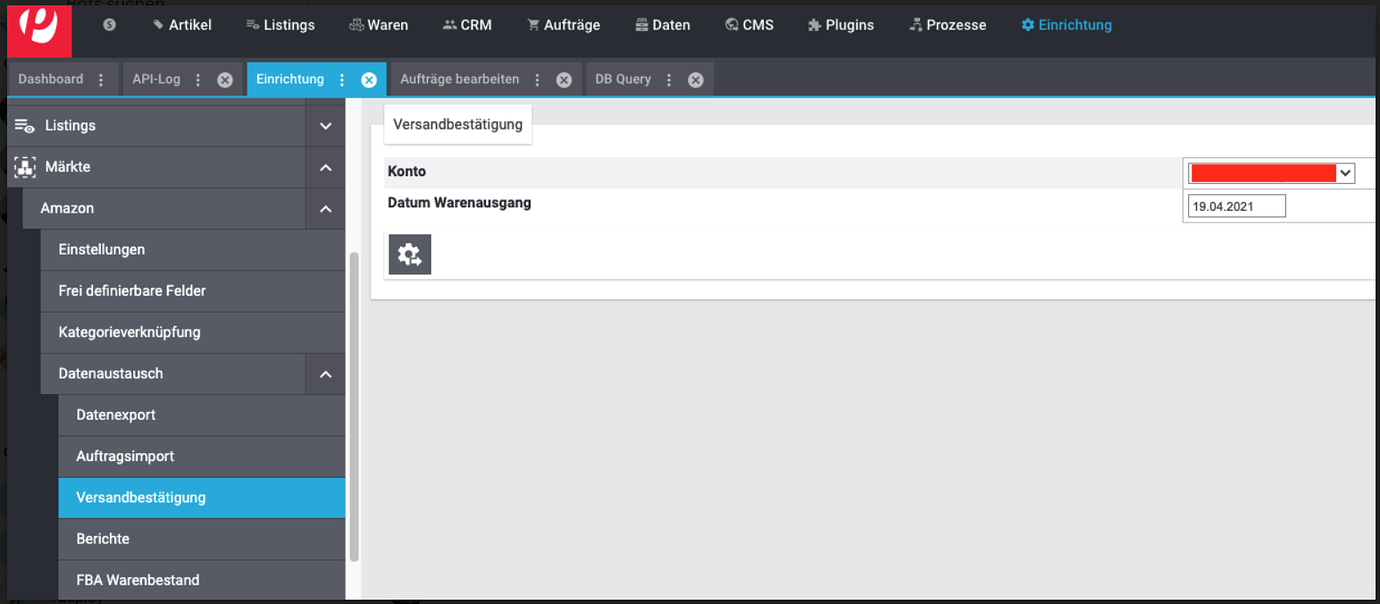 Artikel
Listings
Waren
CRM
Aufträge
Daten
CMS
Plugins
Prozesse
Einrichtung
Dashboard
API-Log
Einrichtung
Aufträge bearbeiten
DB Query
Listings
Märkte
Amazon
Einstellungen
Frei definierbare Felder
Kategorieverknüpfung
Datenaustausch
Datenexport
Auftragsimport
Versandbestätigung
Berichte
FBA Warenbestand
Versandbestätigung
Konto
Datum Warenausgang
19.04.2021